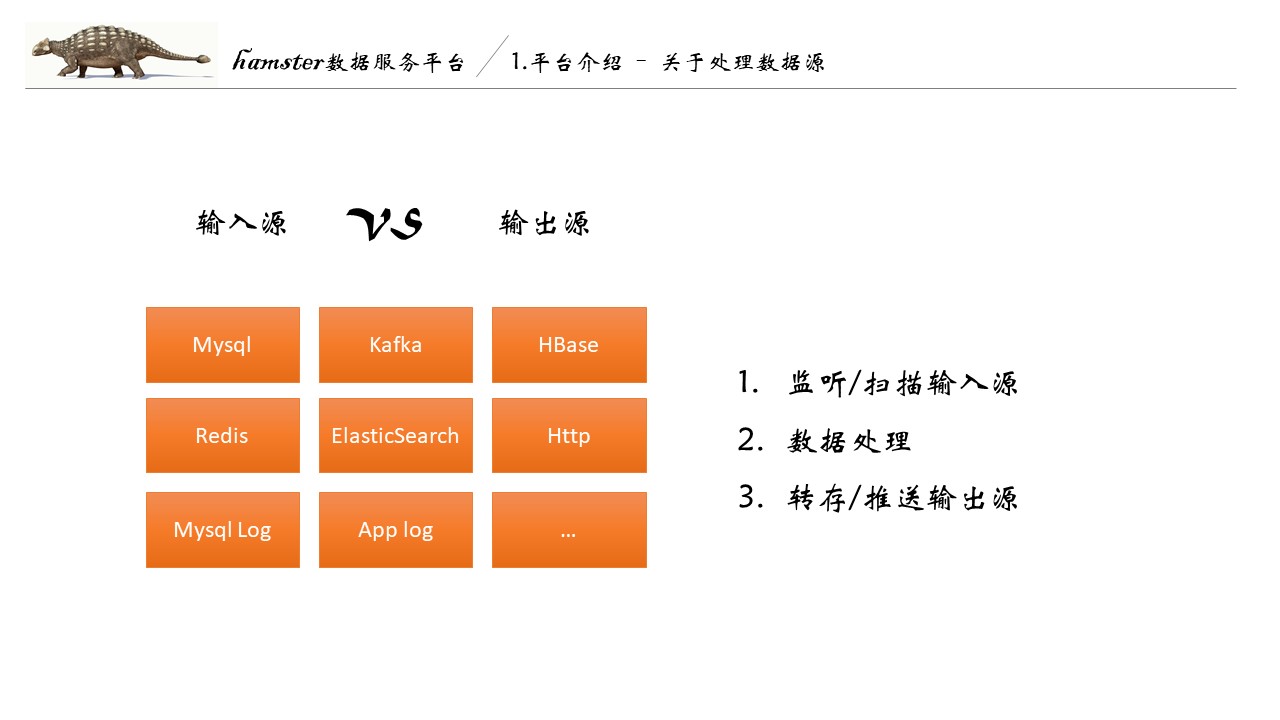 hamster数据服务平台 / 1.平台介绍 - 关于处理数据源
输入源 VS 输出源
Mysql Kafka HBase
Redis ElasticSearch Http
Mysql Log App log ...
1. 监听/扫描输入源
2. 数据处理
3. 转存/推送输出源